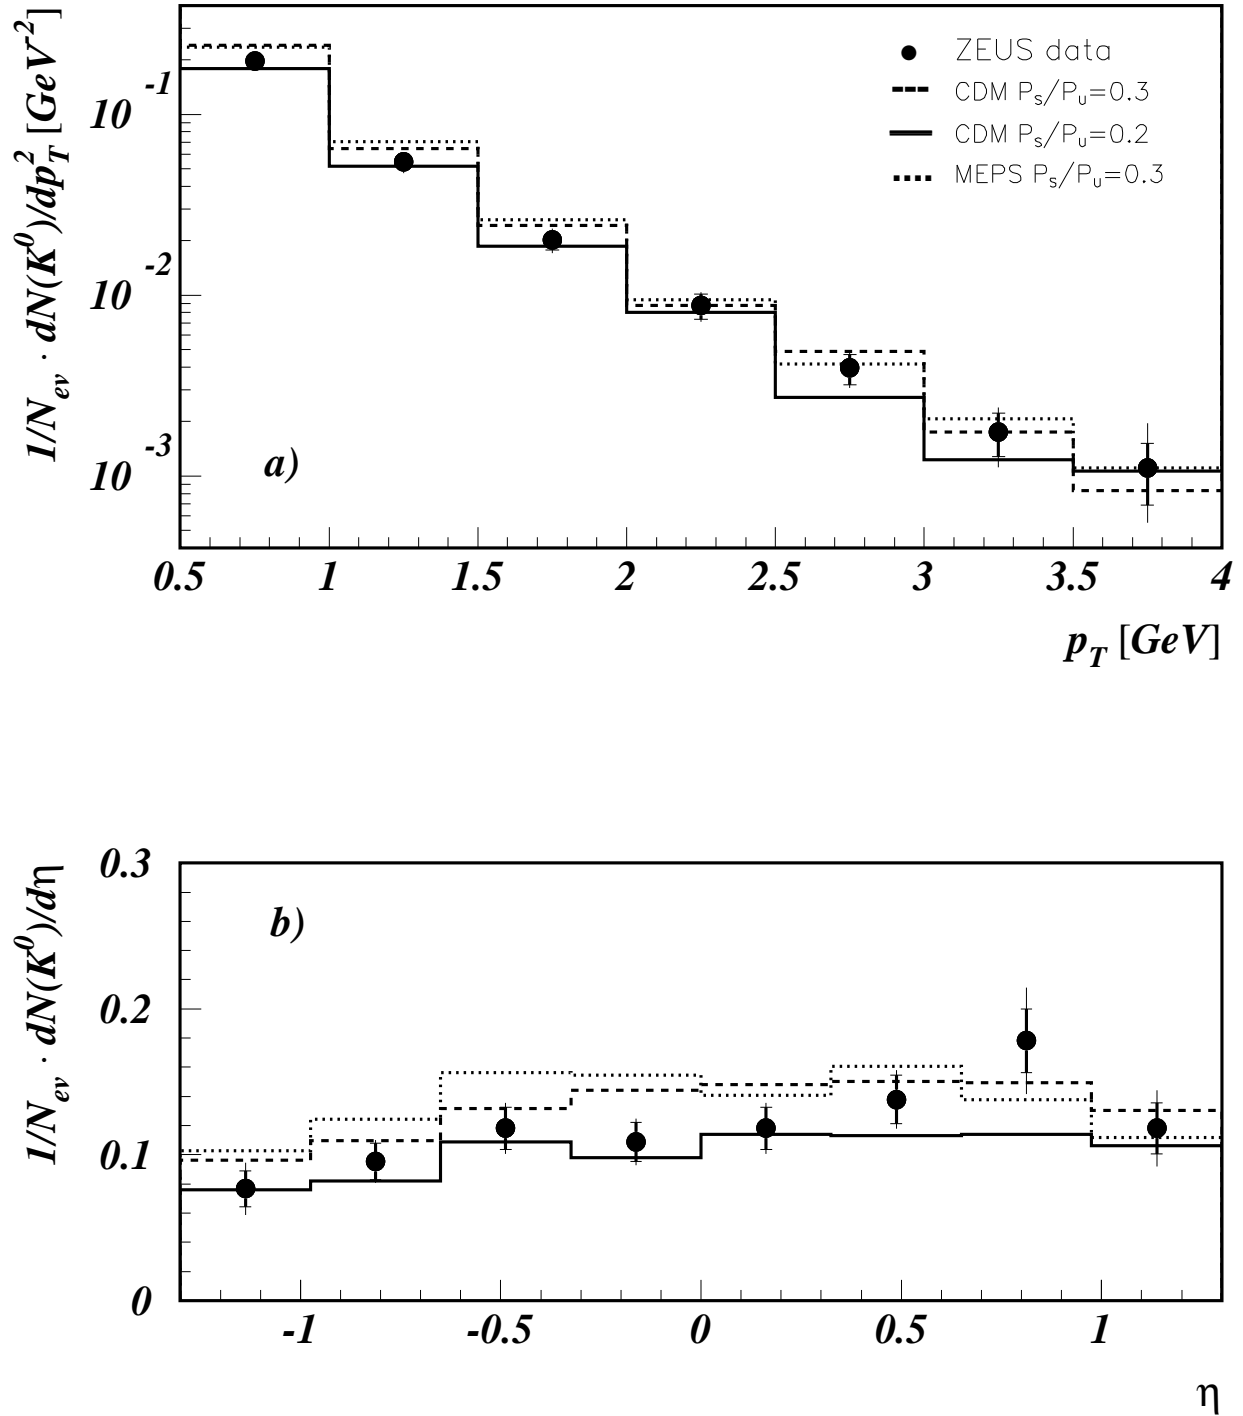 1/N_ev · dN(K^0)/dp_T^2 [GeV^-2]
ZEUS data
CDM P_s/P_u=0.3
CDM P_s/P_u=0.2
MEPS P_s/P_u=0.3
10^-1
10^-2
10^-3
a)
0.5 1 1.5 2 2.5 3 3.5 4
p_T [GeV]
1/N_ev · dN(K^0)/dη
0.3
b)
0.2
0.1
0
-1 -0.5 0 0.5 1
η